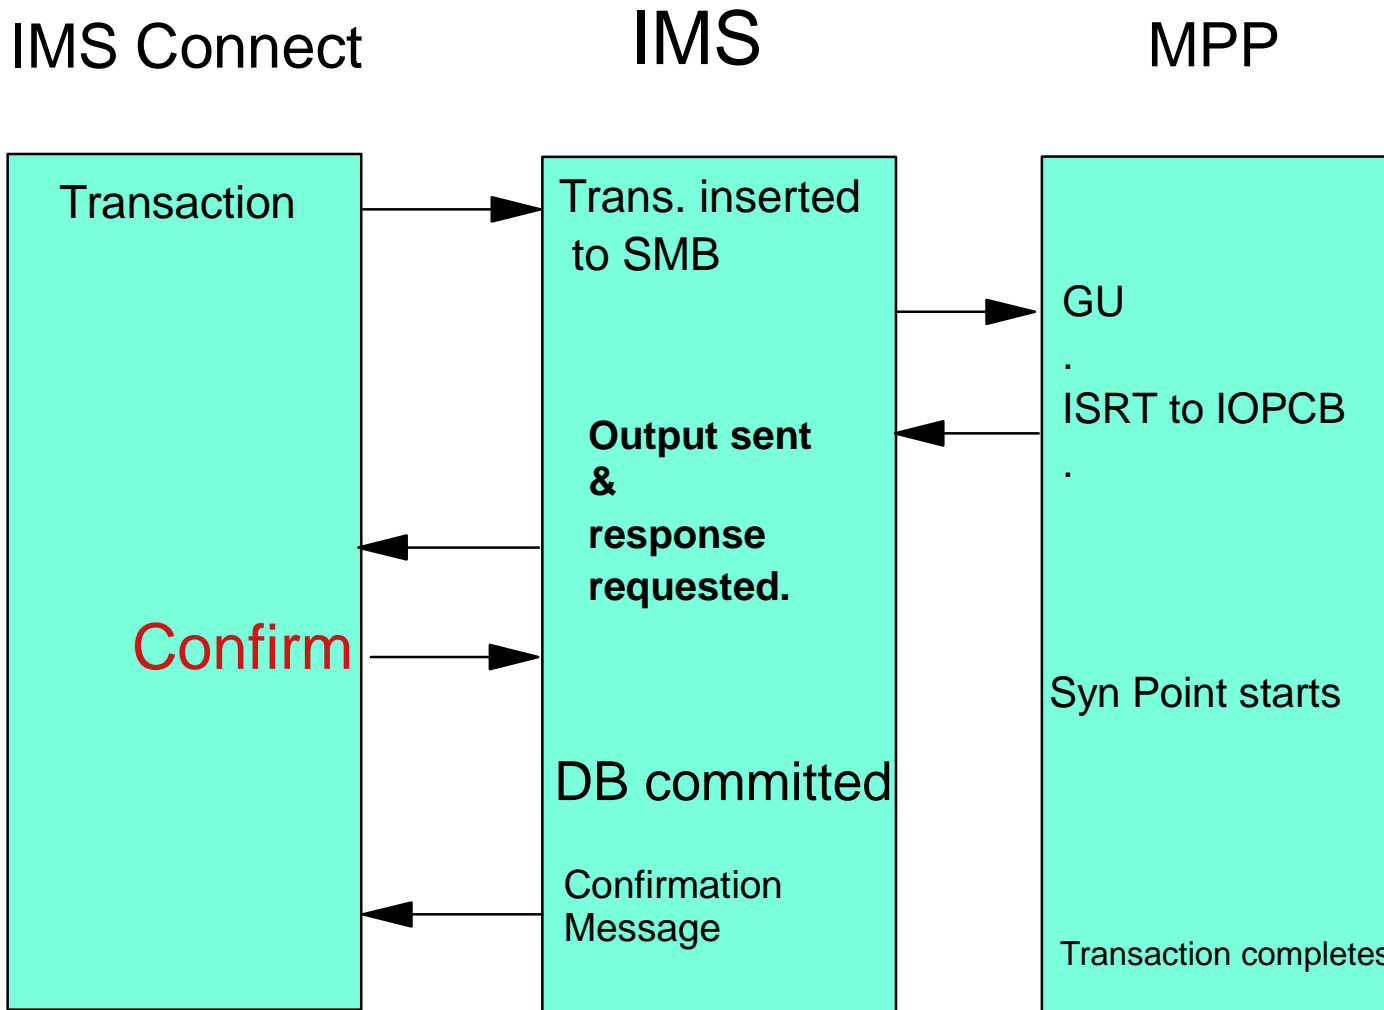 IMS Connect
IMS
MPP
Transaction
Trans. inserted
to SMB
GU
.
ISRT to IOPCB
.
Output sent
&
response
requested.
Confirm
Syn Point starts
DB committed
Confirmation
Message
Transaction completes